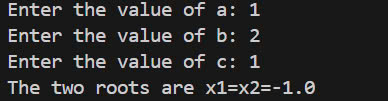 Enter the value of a: 1
Enter the value of b: 2
Enter the value of c: 1
The two roots are x1=x2=-1.0